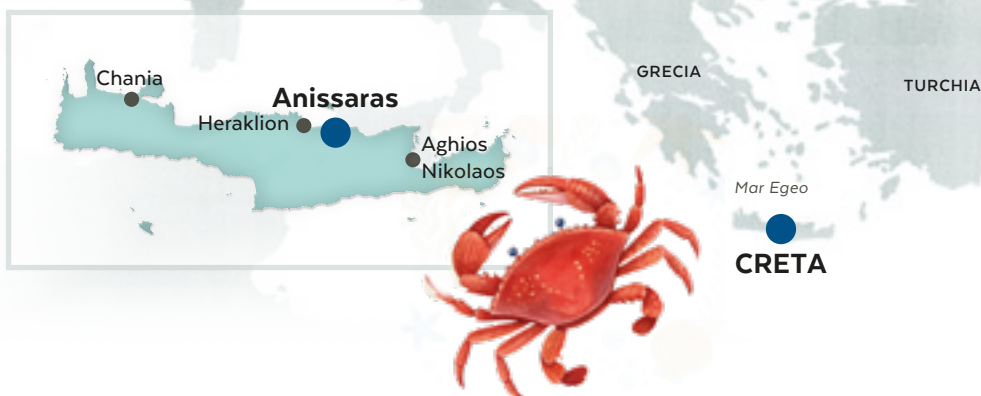 Chania
Anissaras
Heraklion
Aghios
Nikolaos
GRECIA
TURCHIA
Mar Egeo
CRETA